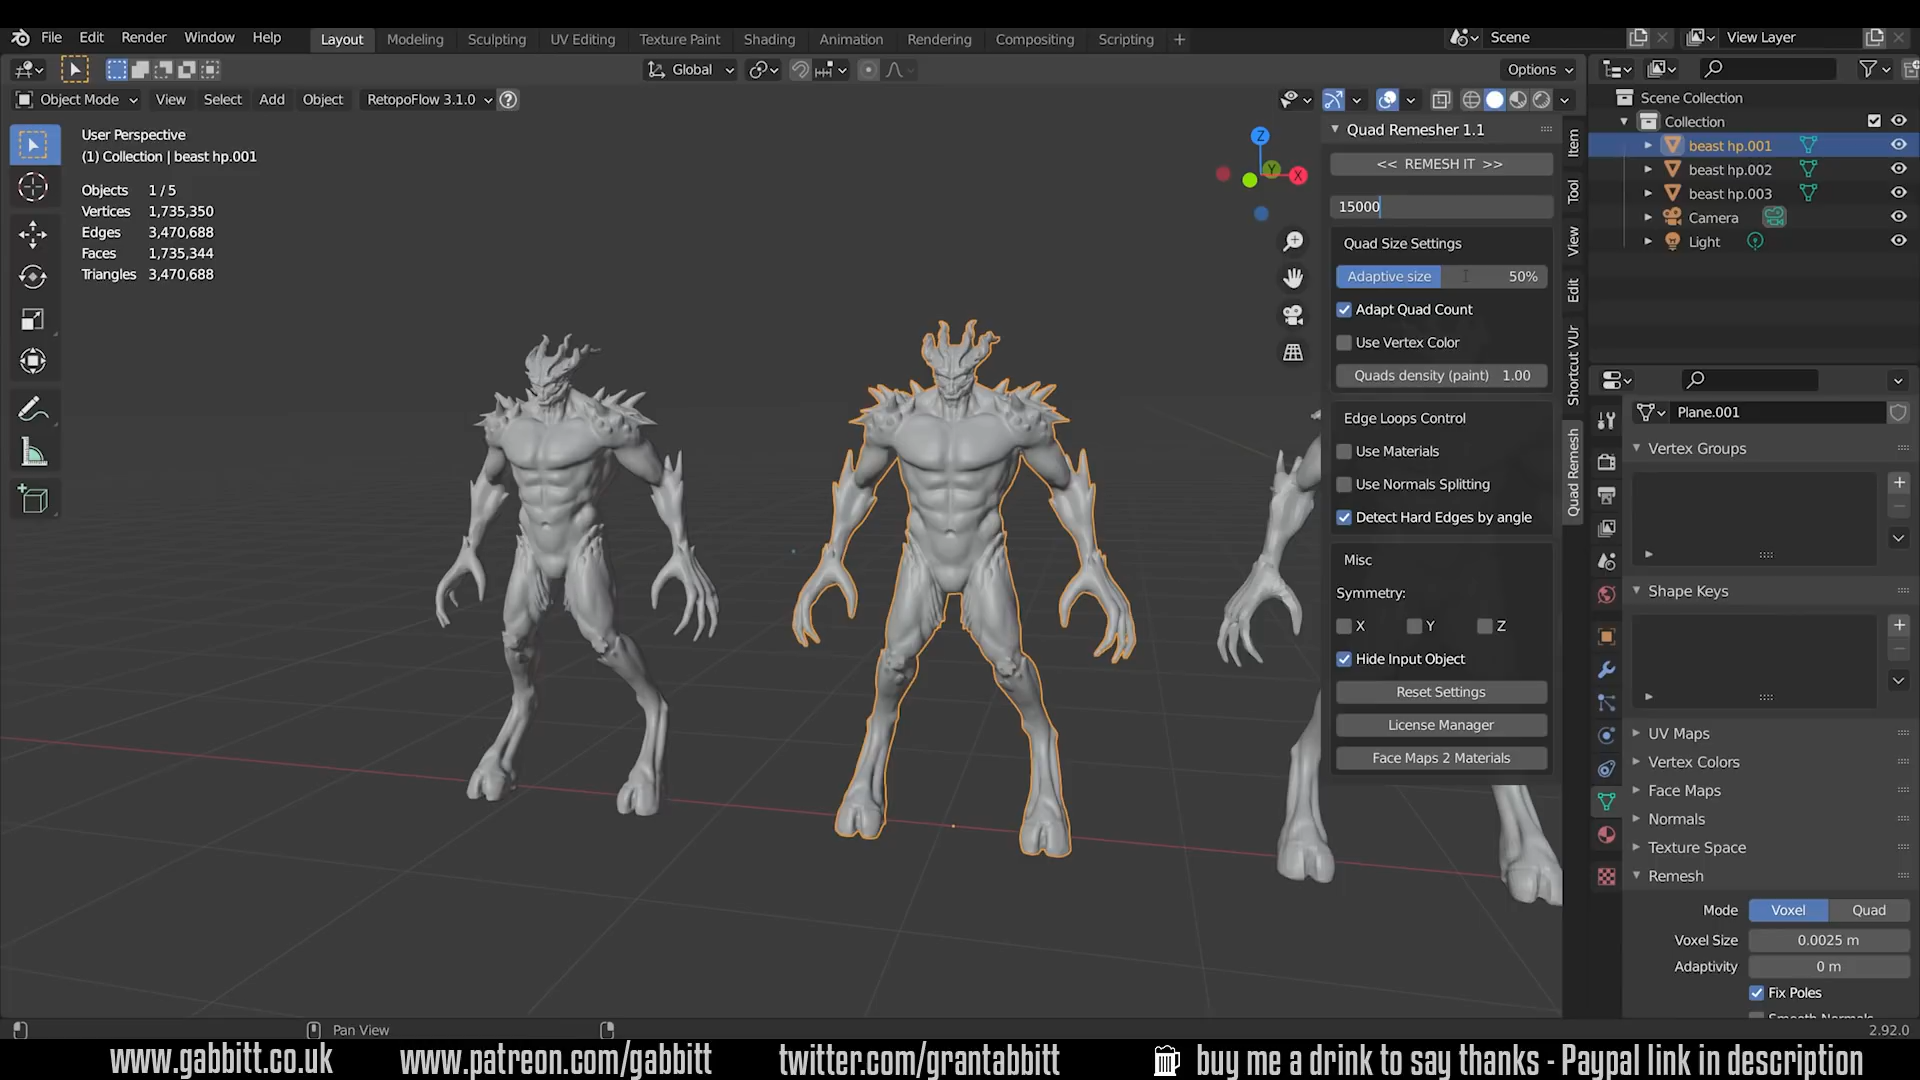 File Edit Render Window Help
Layout Modeling Sculpting UV Editing Texture Paint Shading Animation Rendering Compositing Scripting +
Scene
View Layer
Global
Options
Object Mode View Select Add Object RetopoFlow 3.1.0
User Perspective
(1) Collection | beast hp.001
Objects 1 / 5
Vertices 1,735,350
Edges 3,470,688
Faces 1,735,344
Triangles 3,470,688
Z
Y
X
Quad Remesher 1.1
<< REMESH IT >>
15000
Quad Size Settings
Adaptive size 50%
Adapt Quad Count
Use Vertex Color
Quads density (paint) 1.00
Edge Loops Control
Use Materials
Use Normals Splitting
Detect Hard Edges by angle
Misc
Symmetry:
X Y Z
Hide Input Object
Reset Settings
License Manager
Face Maps 2 Materials
Item
Tool
View
Edit
Shortcut VUr
Quad Remesh
Scene Collection
Collection
beast hp.001
beast hp.002
beast hp.003
Camera
Light
Plane.001
Vertex Groups
Shape Keys
UV Maps
Vertex Colors
Face Maps
Normals
Texture Space
Remesh
Mode Voxel Quad
Voxel Size 0.0025 m
Adaptivity 0 m
Fix Poles
Smooth Normals
Pan View
2.92.0
www.gabbitt.co.uk www.patreon.com/gabbitt twitter.com/grantabbitt buy me a drink to say thanks - Paypal link in description